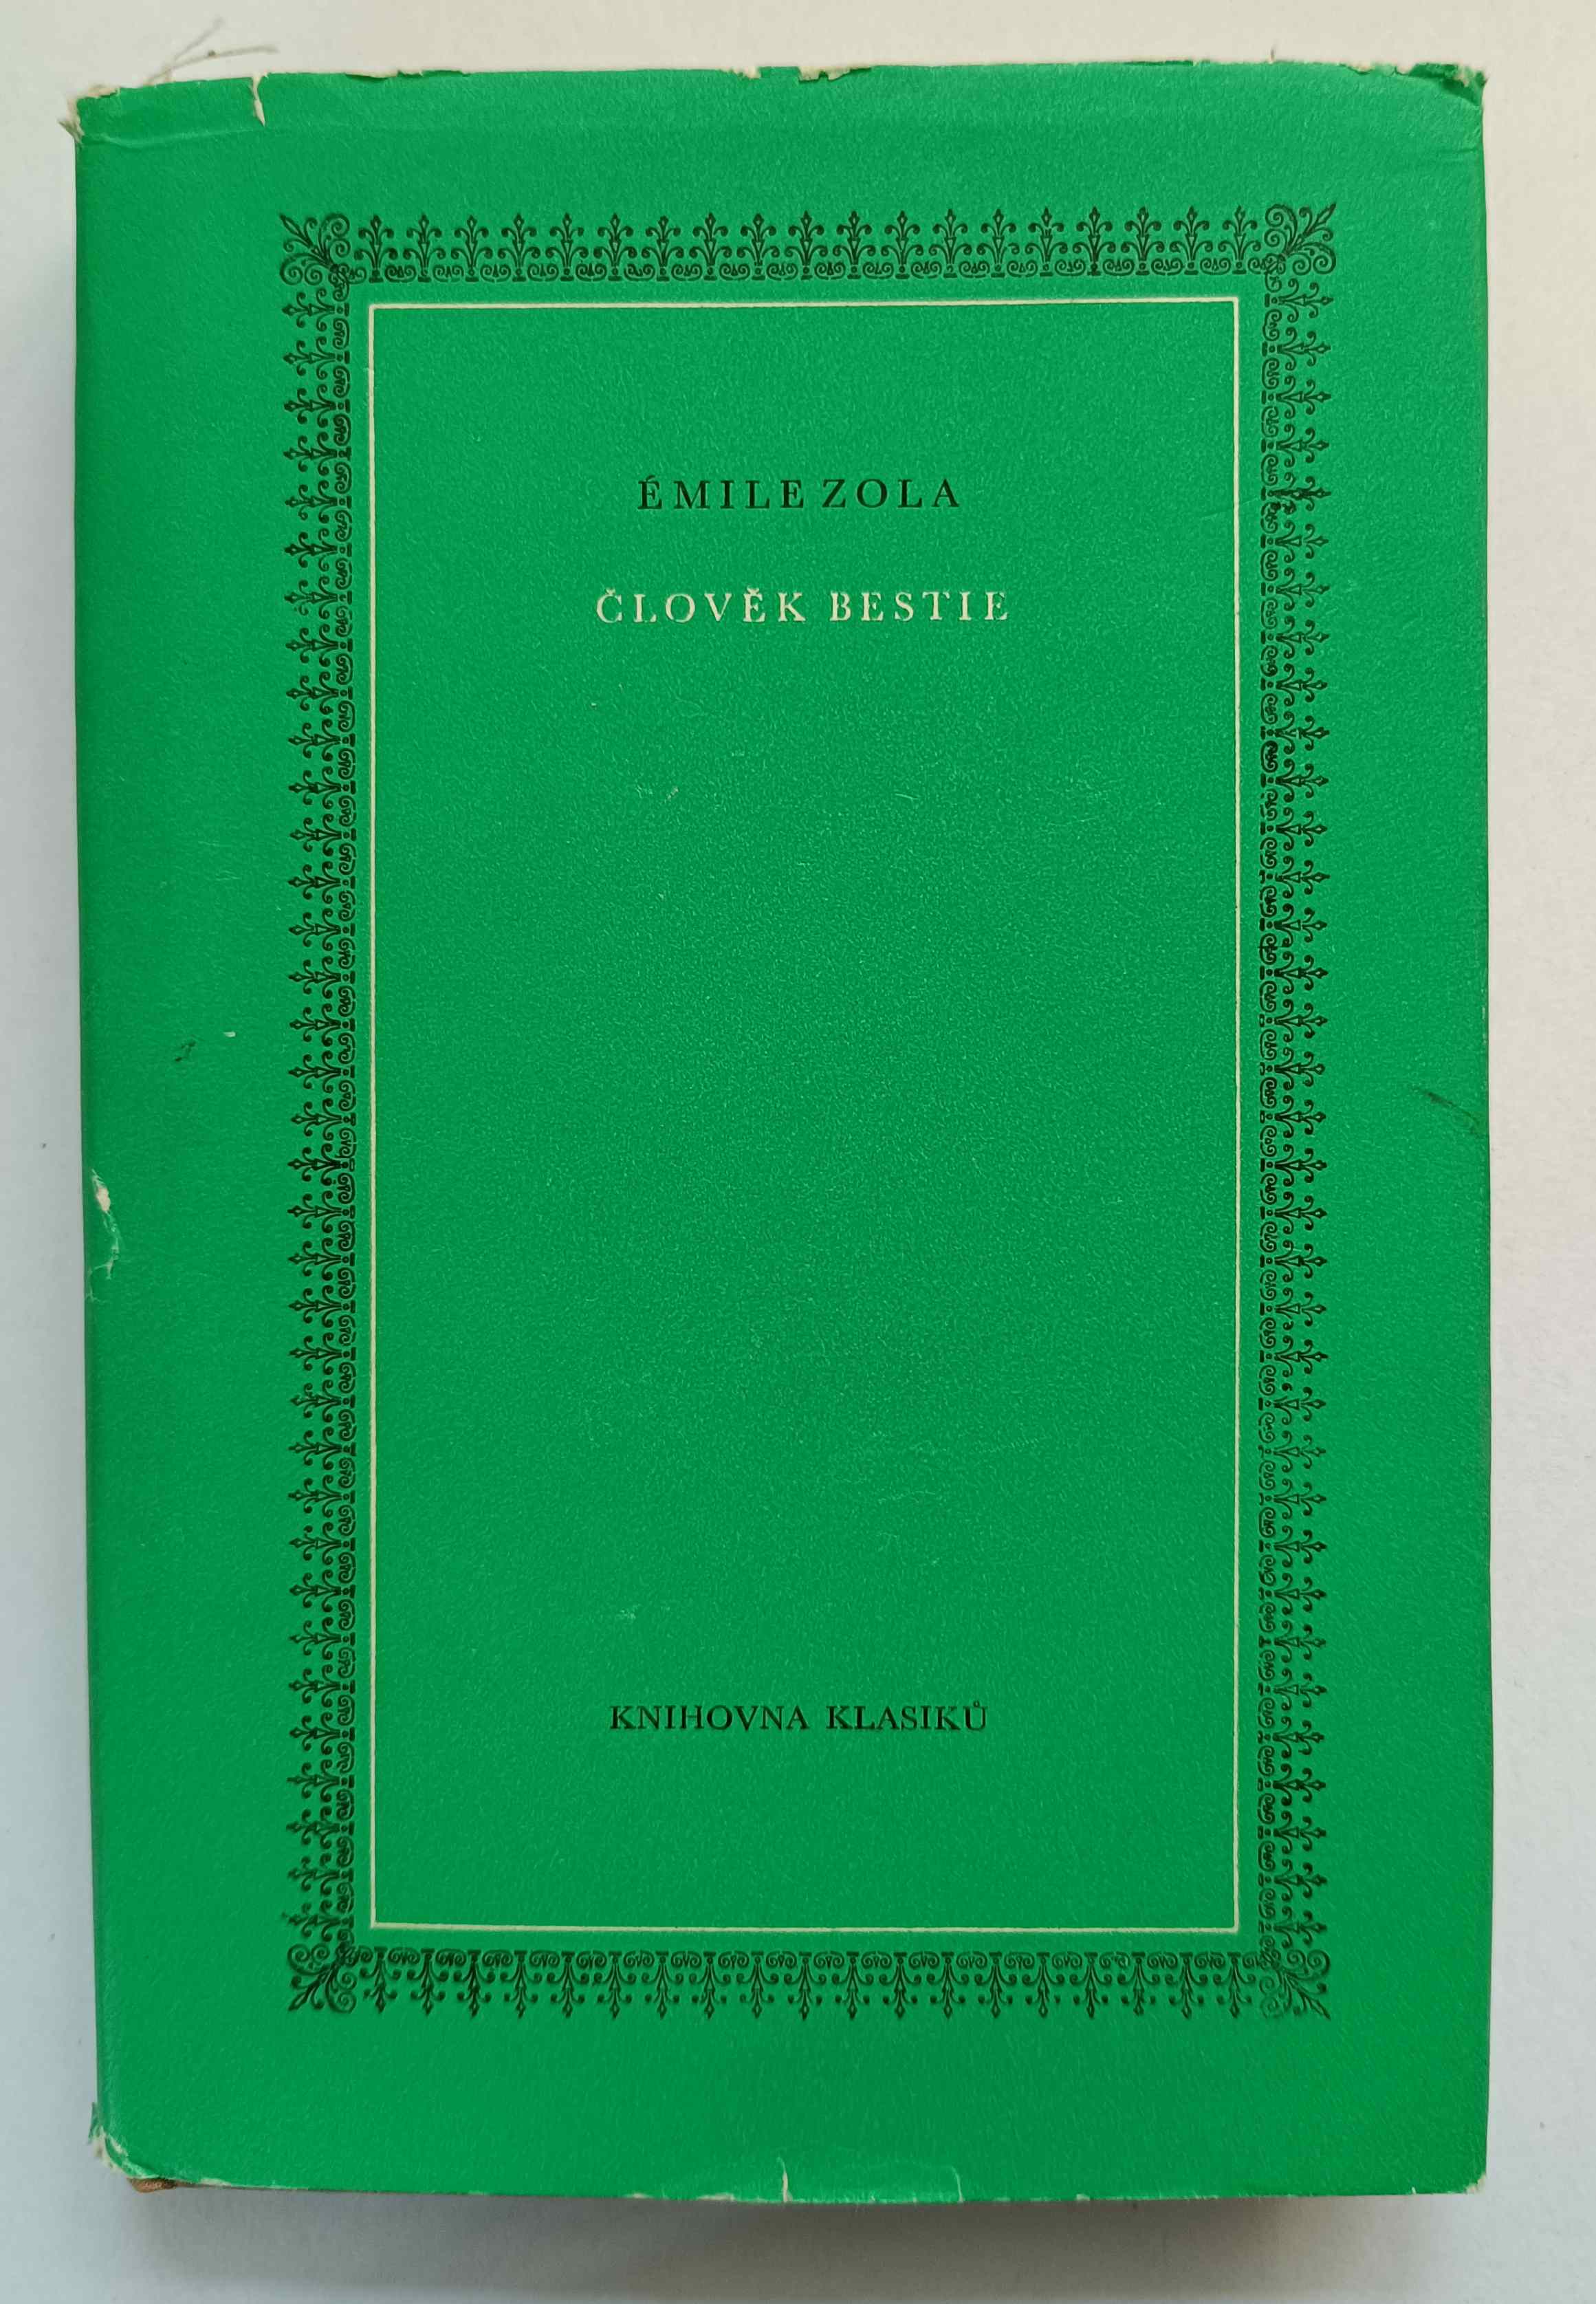 ÉMILE ZOLA
ČLOVĚK BESTIE
KNIHOVNA KLASIKŮ